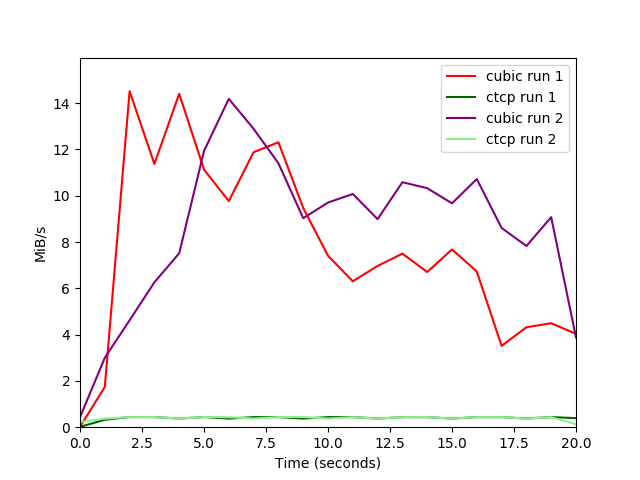 cubic run 1
ctcp run 1
cubic run 2
ctcp run 2
MiB/s
14
12
10
8
6
4
2
0
0.0 2.5 5.0 7.5 10.0 12.5 15.0 17.5 20.0
Time (seconds)